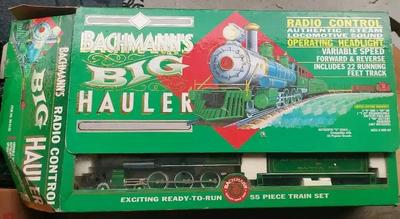 BACHMANN'S
BIG
HAULER
RADIO CONTROL
AUTHENTIC STEAM
LOCOMOTIVE SOUND
OPERATING HEADLIGHT
VARIABLE SPEED
FORWARD & REVERSE
INCLUDES 22 RUNNING
FEET TRACK
BACHMANN'S
BIG
HAULER
RADIO CONTROL
EXCITING READY-TO-RUN
BACHMANN
55 PIECE TRAIN SET